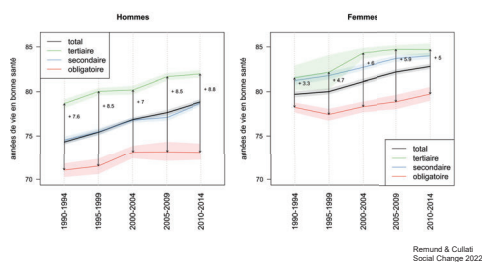 Hommes
total
tertiaire
secondaire
obligatoire
années de vie en bonne santé
85
80
75
70
+ 7.6
+ 8.5
+ 7
+ 8.5
+ 8.8
1990-1994
1995-1999
2000-2004
2005-2009
2010-2014
Femmes
années de vie en bonne santé
85
80
75
70
+ 3.3
+ 4.7
+ 6
+ 5.9
+ 5
total
tertiaire
secondaire
obligatoire
1990-1994
1995-1999
2000-2004
2005-2009
2010-2014
Remund & Cullati
Social Change 2022